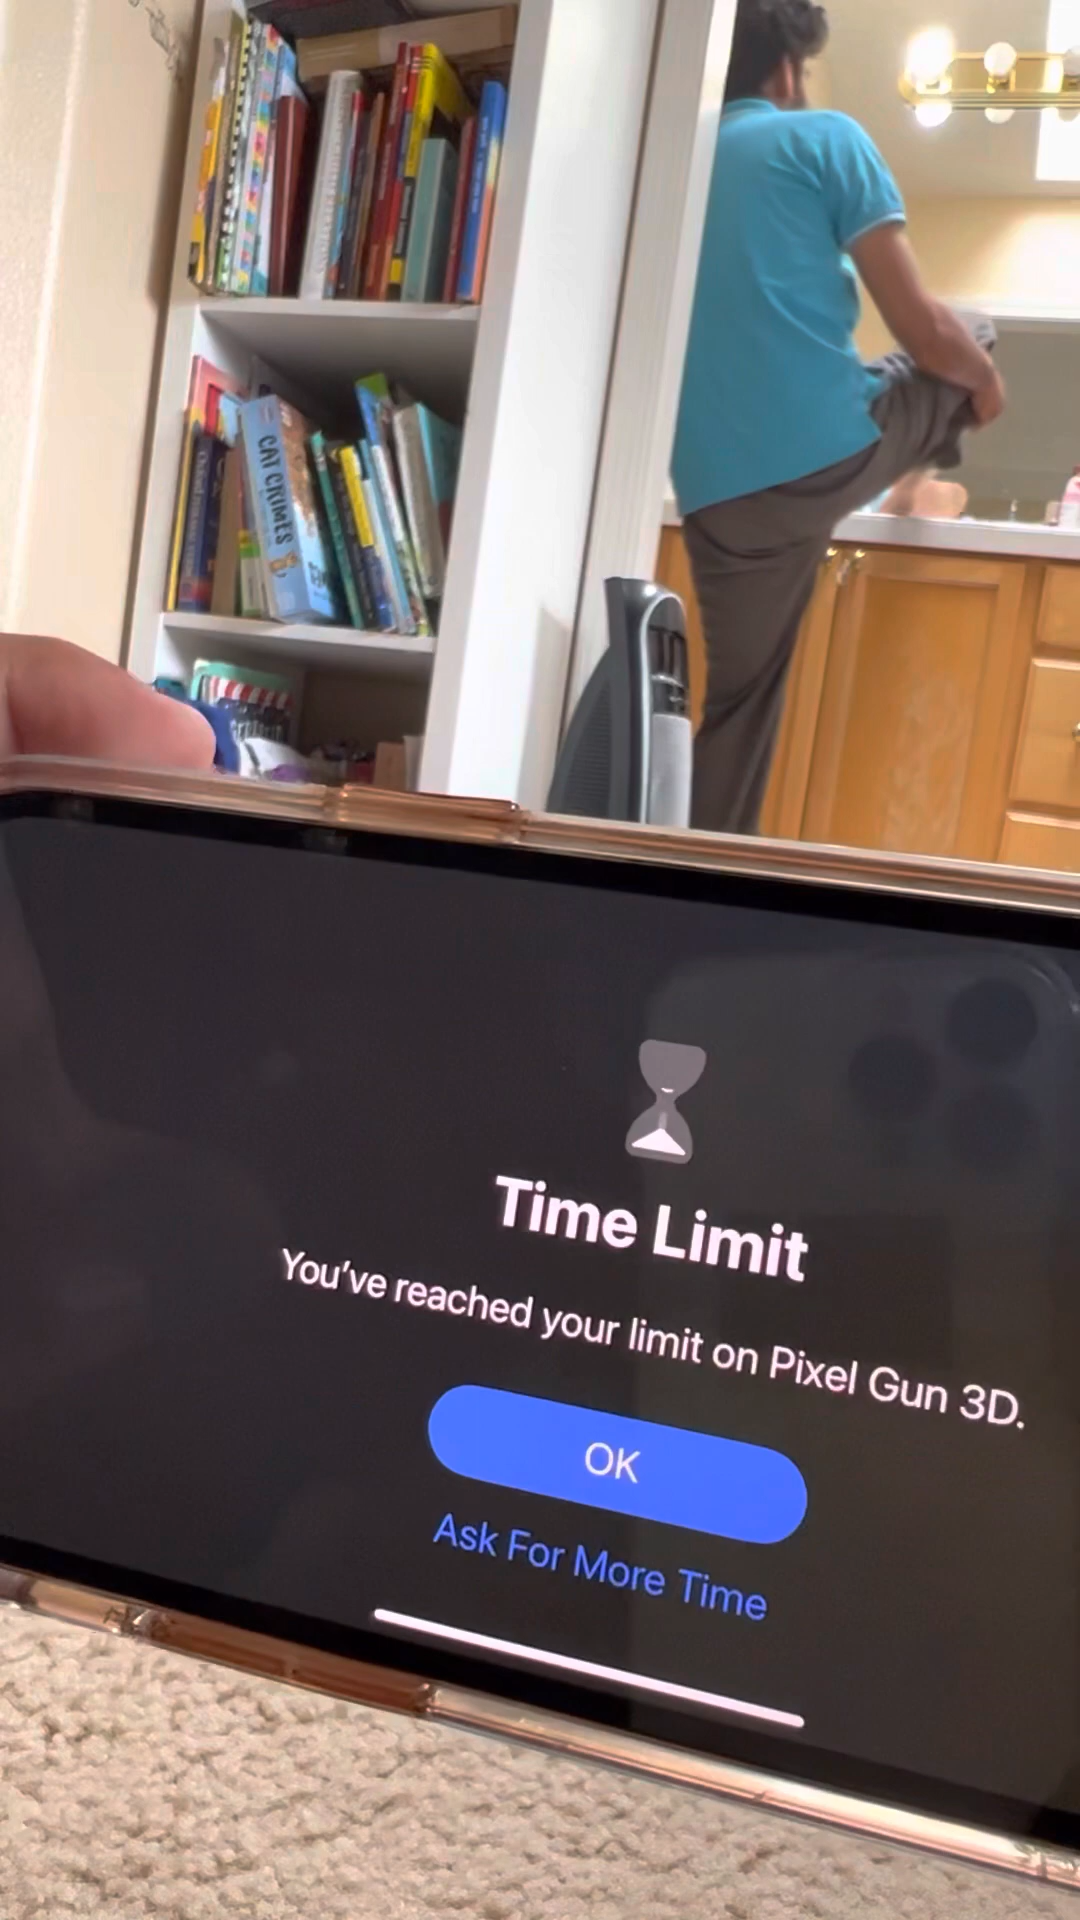 CAT CRIMES
Time Limit
You've reached your limit on Pixel Gun 3D.
OK
Ask For More Time